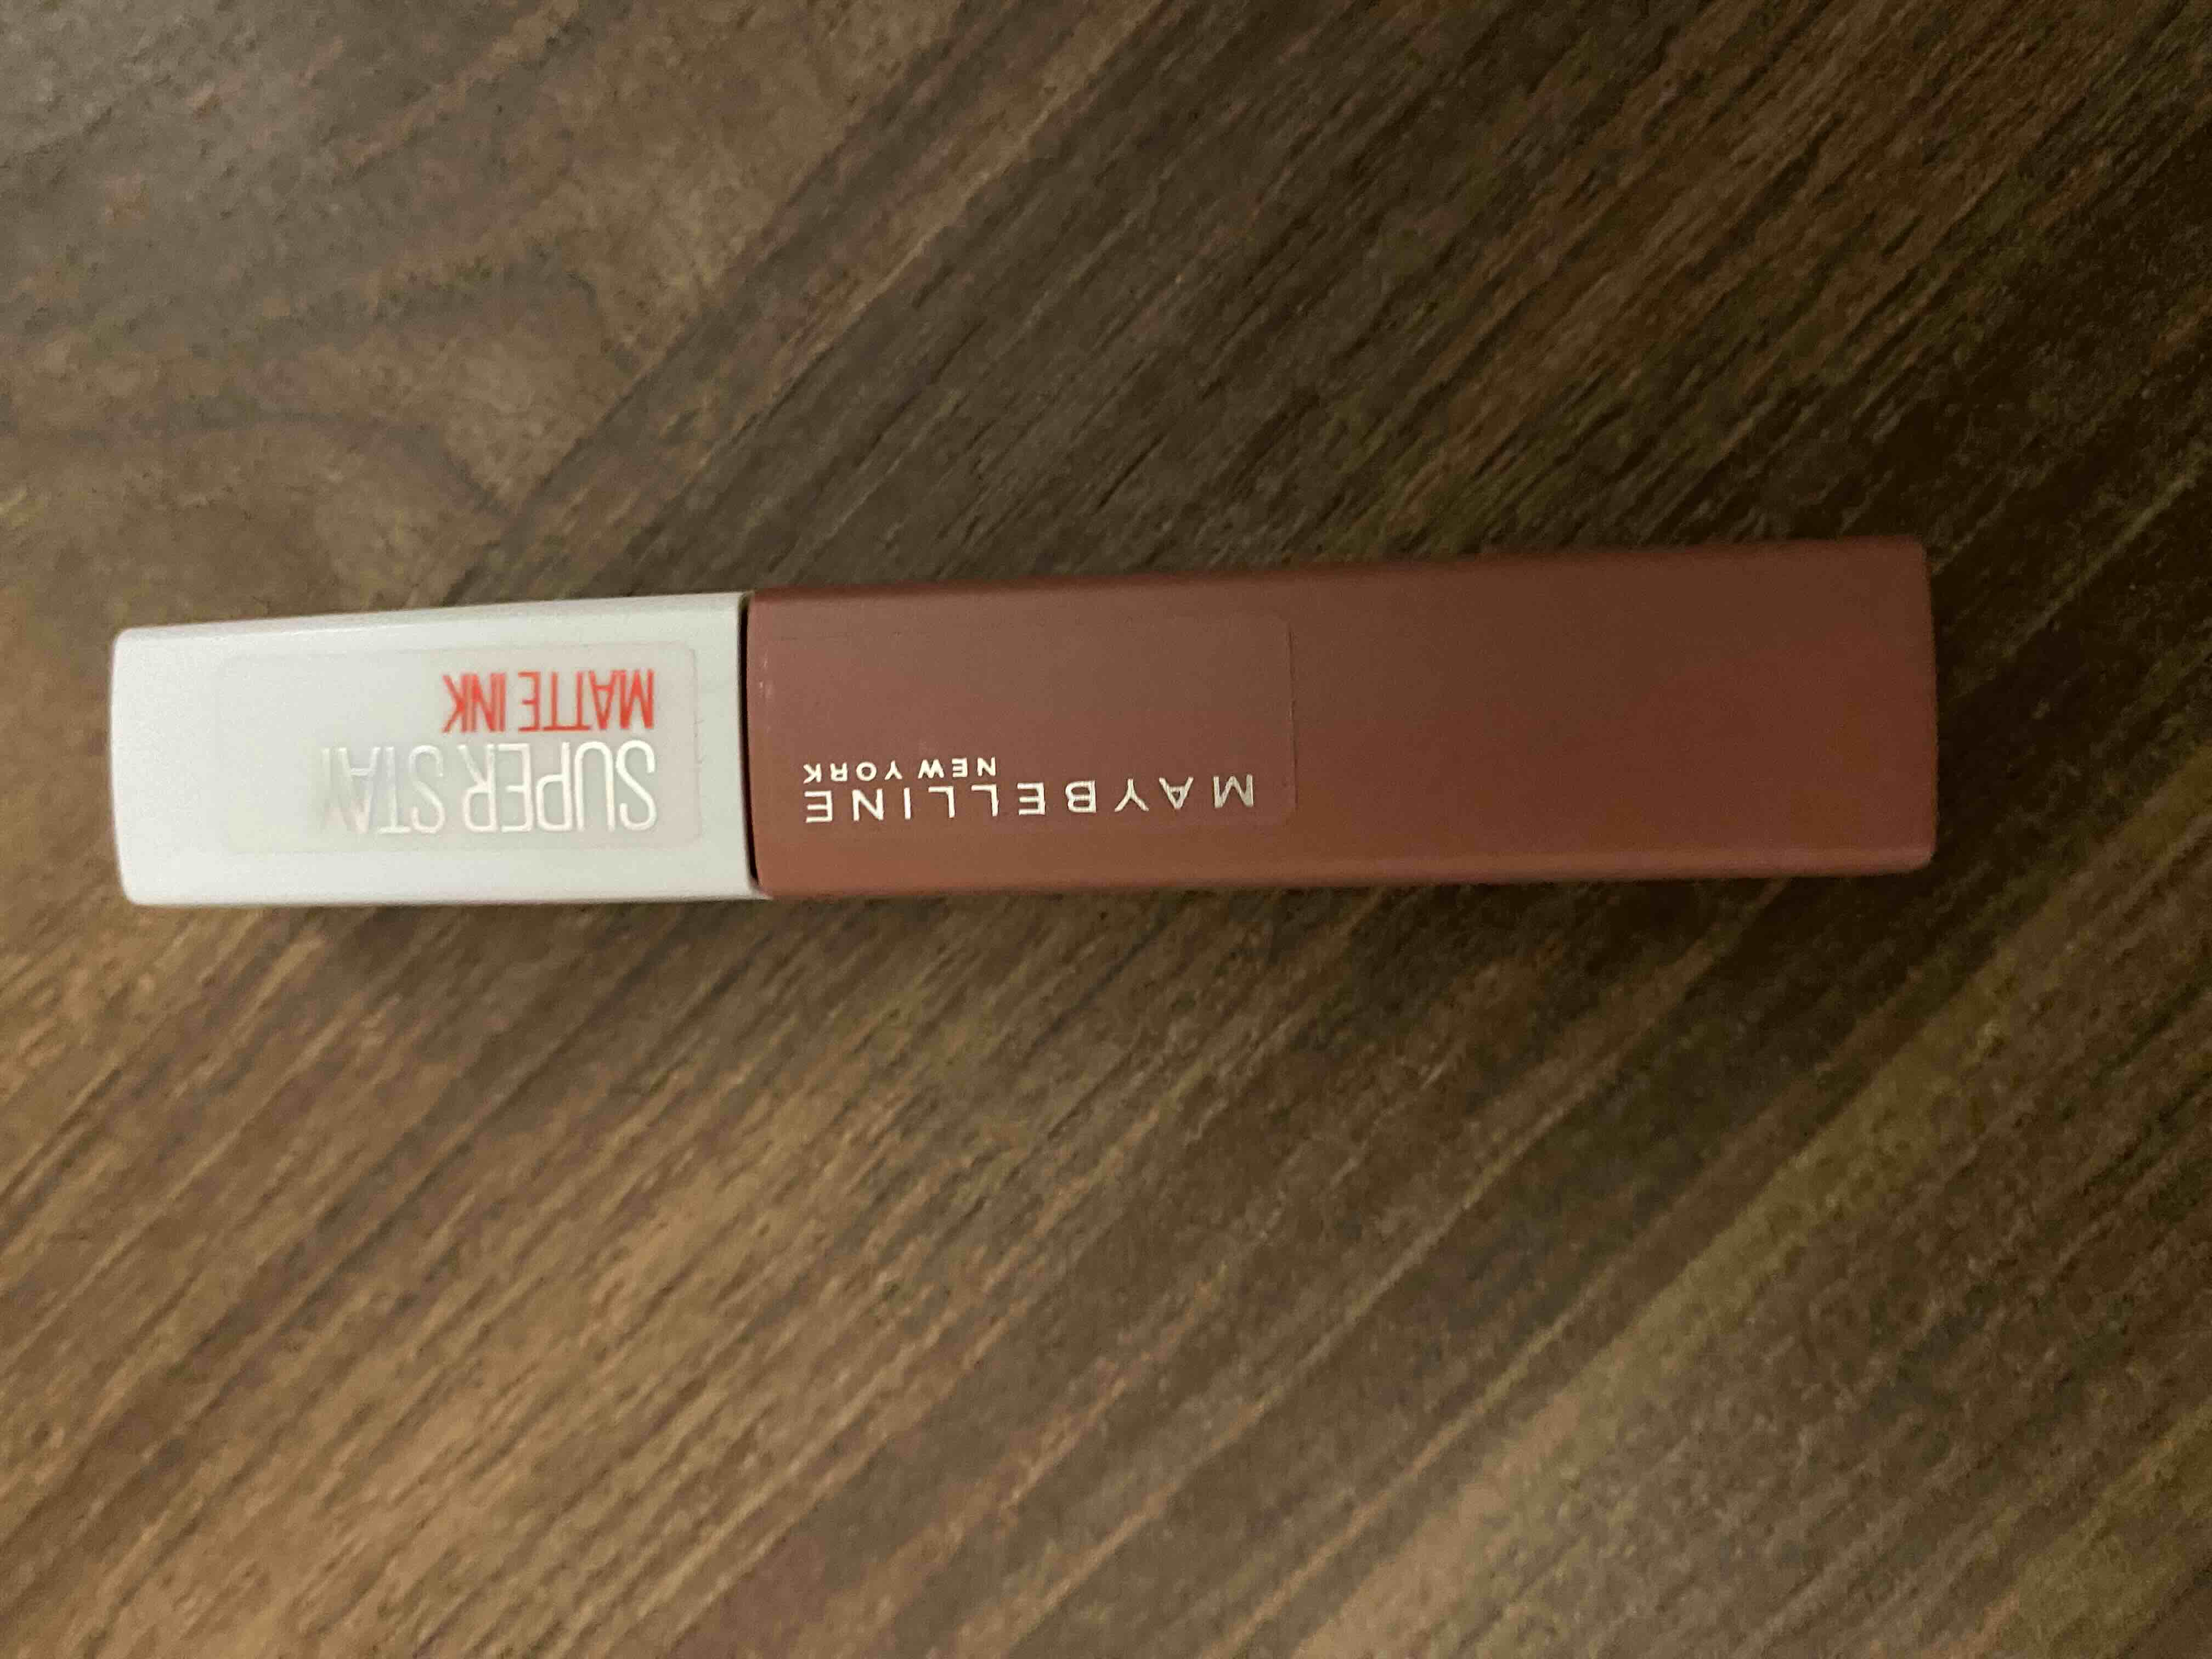 SUPER STAY
MATTE INK
MAYBELLINE
NEW YORK